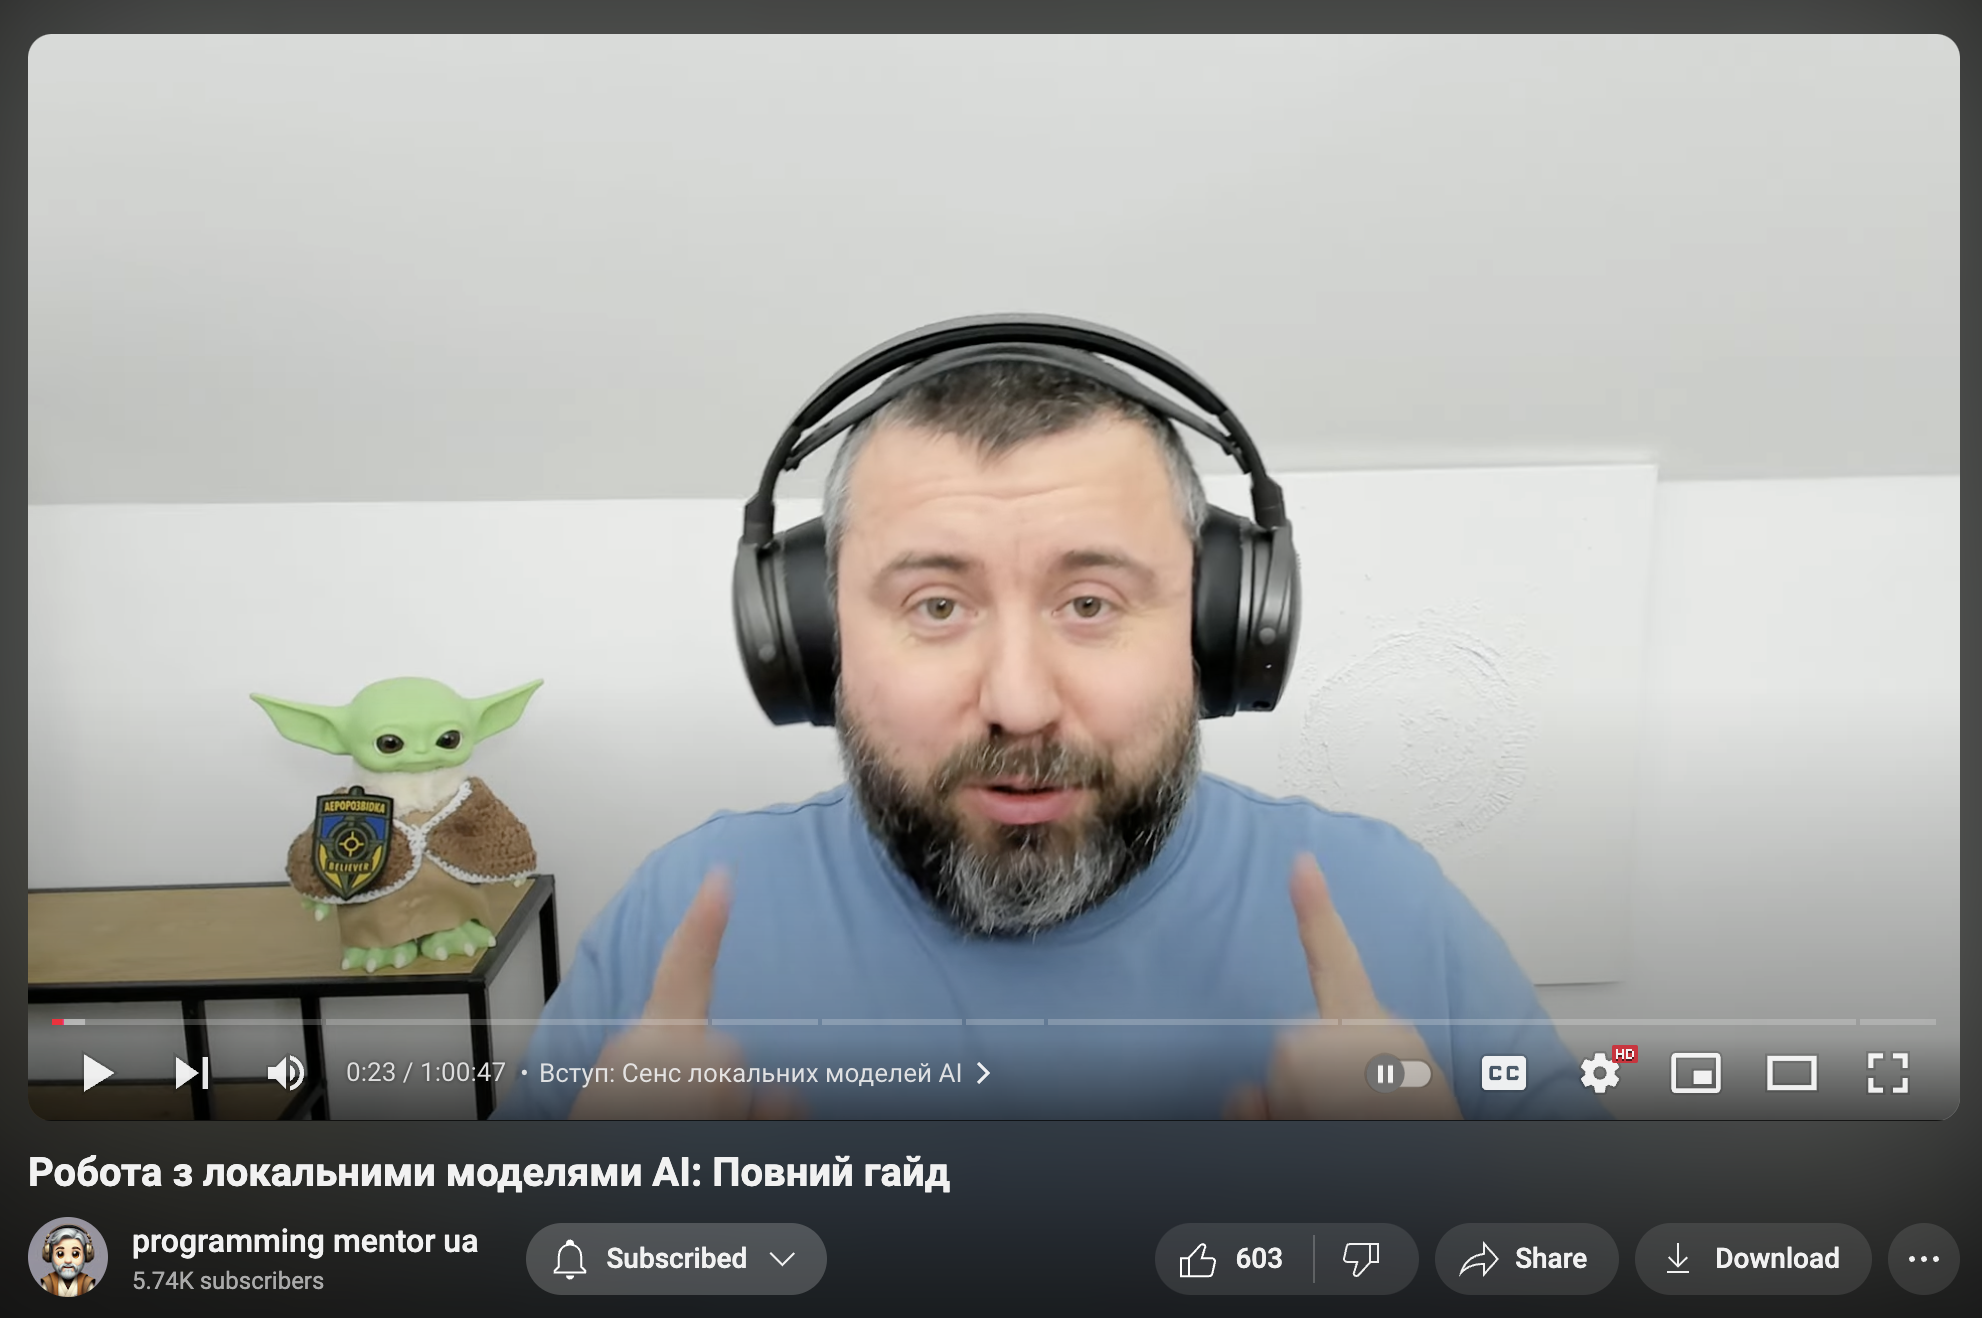 АЕРОРОЗВІДКА
BELIEVER
0:23 / 1:00:47 • Вступ: Сенс локальних моделей AI
CC
HD
Робота з локальними моделями AI: Повний гайд
programming mentor ua
5.74K subscribers
Subscribed
603
Share
Download